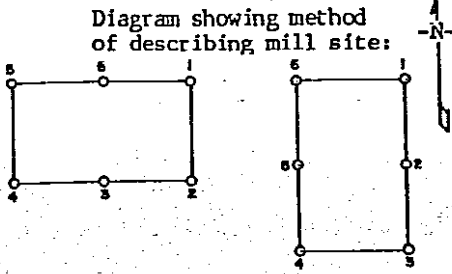 Diagram showing method
of describing mill site:
-N-
5 6 1
4 3 2
6 1
5 2
4 3